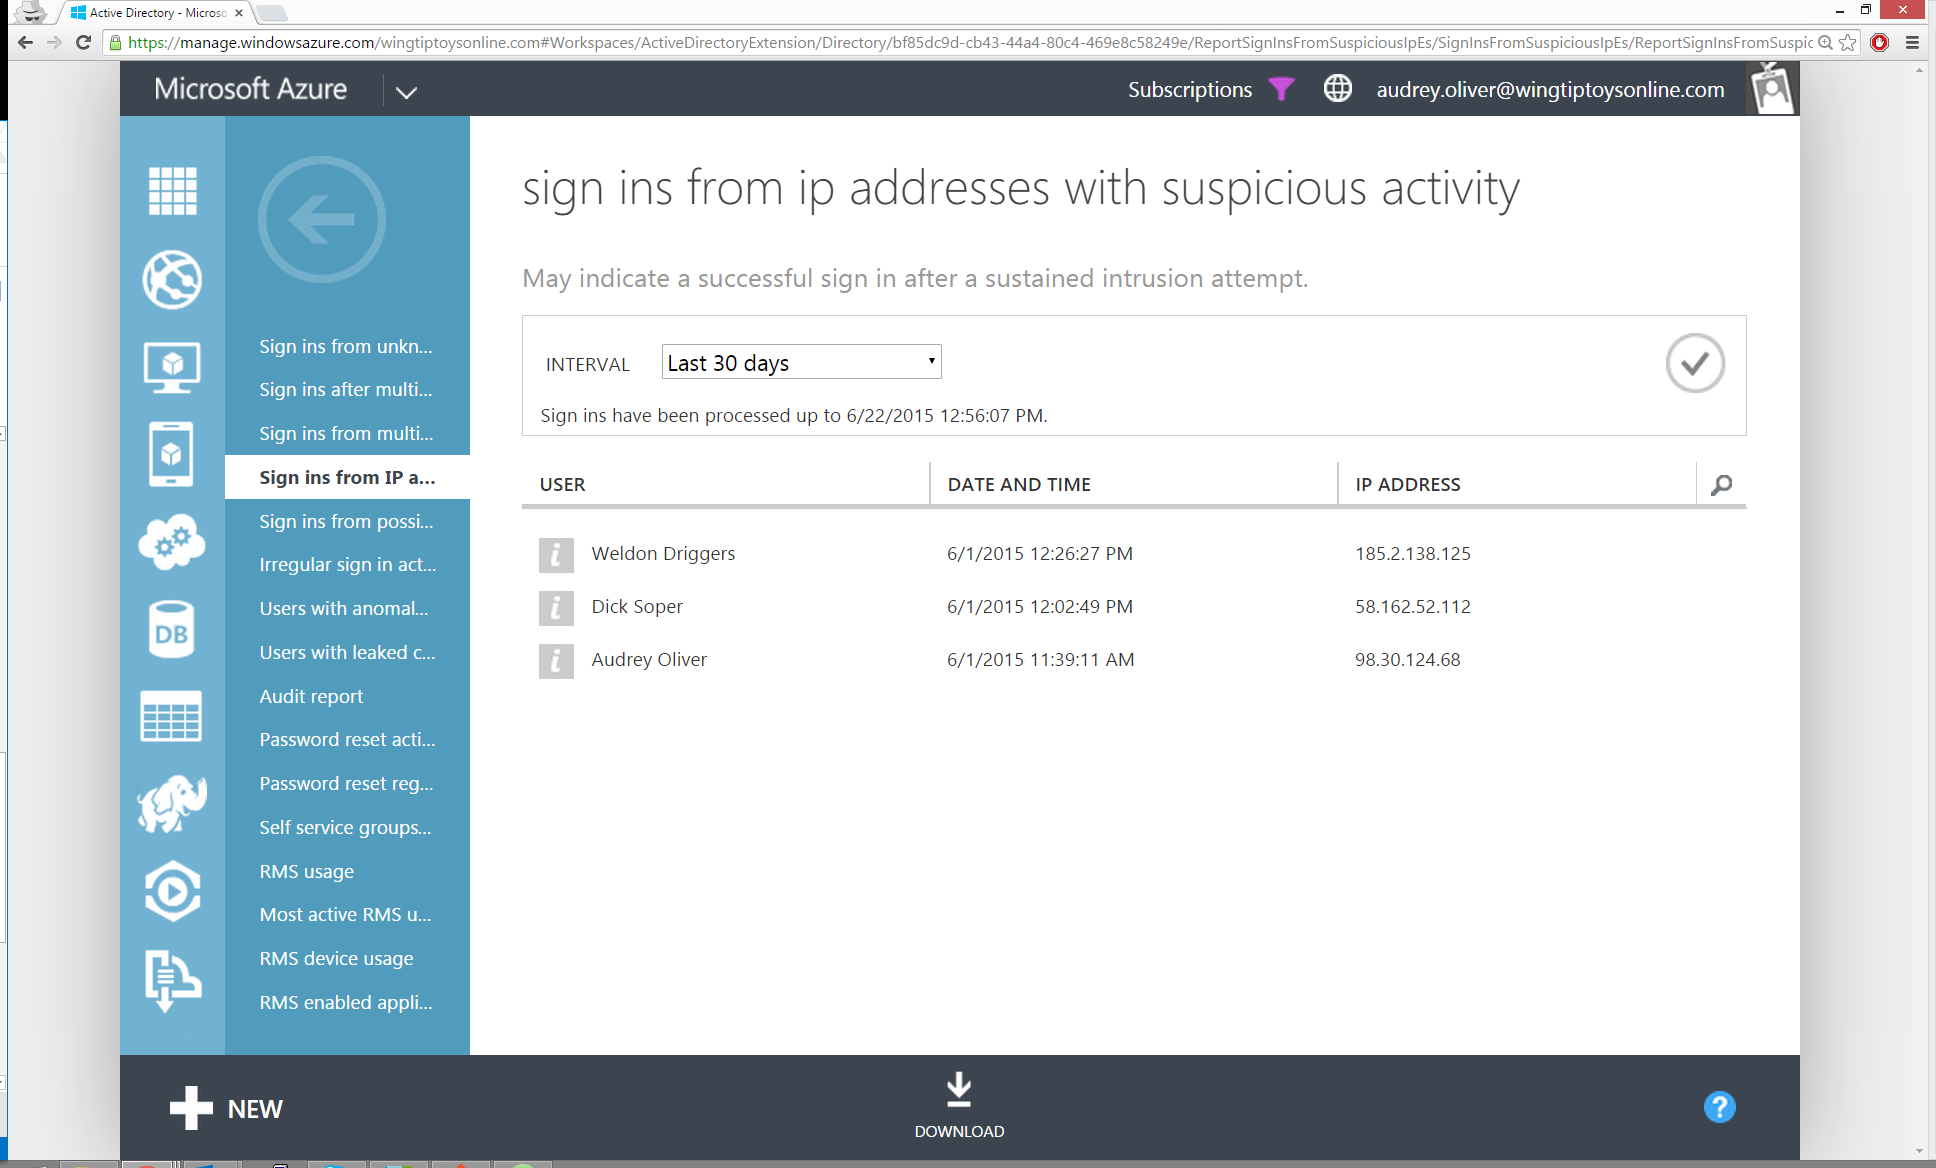 Active Directory - Microso
https://manage.windowsazure.com/wingtiptoysonline.com#Workspaces/ActiveDirectoryExtension/Directory/bf85dc9d-cb43-44a4-80c4-469e8c58249e/ReportSignInsFromSuspiciousIpEs/SignInsFromSuspiciousIpEs/ReportSignInsFromSuspic
Microsoft Azure
Subscriptions
audrey.oliver@wingtiptoysonline.com
Sign ins from unkn...
Sign ins after multi...
Sign ins from multi...
Sign ins from IP a...
Sign ins from possi...
Irregular sign in act...
Users with anomal...
Users with leaked c...
Audit report
Password reset acti...
Password reset reg...
Self service groups...
RMS usage
Most active RMS u...
RMS device usage
RMS enabled appli...
DB
sign ins from ip addresses with suspicious activity
May indicate a successful sign in after a sustained intrusion attempt.
INTERVAL Last 30 days
Sign ins have been processed up to 6/22/2015 12:56:07 PM.
USER DATE AND TIME IP ADDRESS
i Weldon Driggers 6/1/2015 12:26:27 PM 185.2.138.125
i Dick Soper 6/1/2015 12:02:49 PM 58.162.52.112
i Audrey Oliver 6/1/2015 11:39:11 AM 98.30.124.68
NEW
DOWNLOAD
?